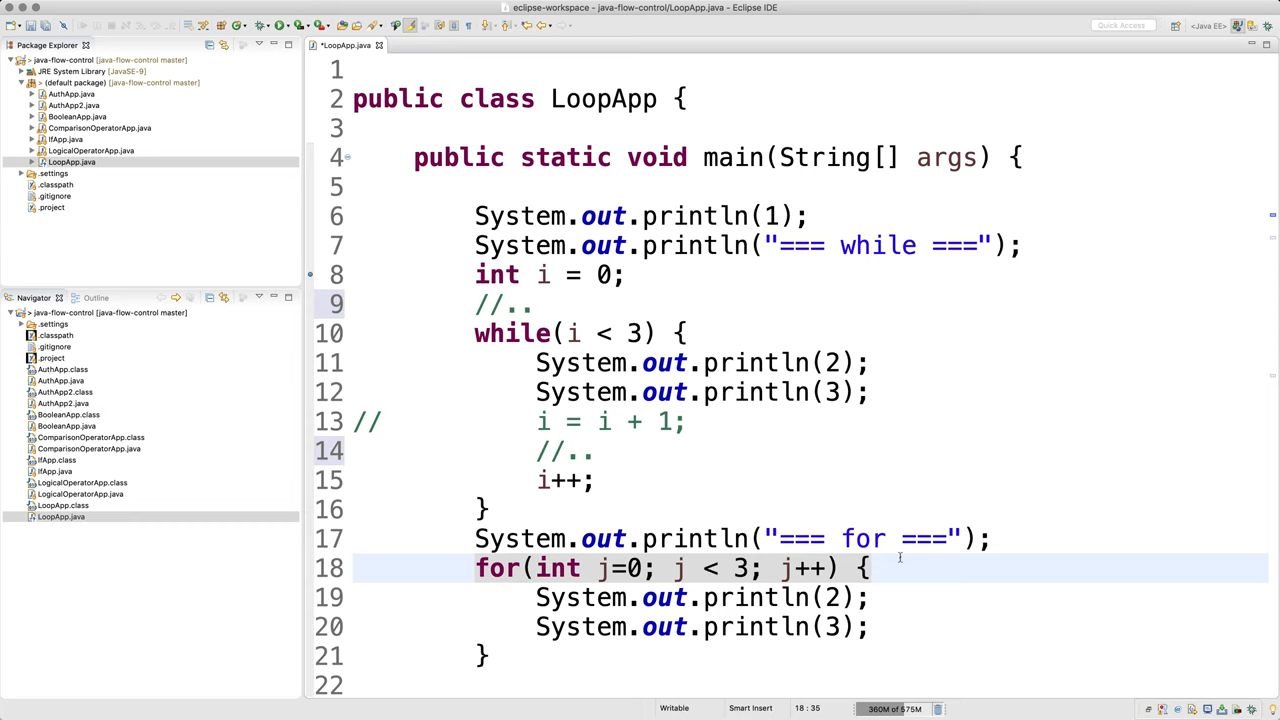 eclipse-workspace - java-flow-control/LoopApp.java - Eclipse IDE
Quick Access
<Java EE>
Package Explorer
> java-flow-control [java-flow-control master]
JRE System Library [JavaSE-9]
> (default package) [java-flow-control master]
AuthApp.java
AuthApp2.java
BooleanApp.java
ComparisonOperatorApp.java
IfApp.java
LogicalOperatorApp.java
LoopApp.java
.settings
.classpath
.gitignore
.project
Navigator Outline
> java-flow-control (java-flow-control master)
.settings
.classpath
.gitignore
.project
AuthApp.class
AuthApp.java
AuthApp2.class
AuthApp2.java
BooleanApp.class
BooleanApp.java
ComparisonOperatorApp.class
ComparisonOperatorApp.java
IfApp.class
IfApp.java
LogicalOperatorApp.class
LogicalOperatorApp.java
LoopApp.class
LoopApp.java
*LoopApp.java
1
2 public class LoopApp {
3
4 public static void main(String[] args) {
5
6 System.out.println(1);
7 System.out.println("=== while ===");
8 int i = 0;
9 //..
10 while(i < 3) {
11 System.out.println(2);
12 System.out.println(3);
13 // i = i + 1;
14 //..
15 i++;
16 }
17 System.out.println("=== for ===");
18 for(int j=0; j < 3; j++) {
19 System.out.println(2);
20 System.out.println(3);
21 }
22
Writable Smart Insert 18 : 35 360M of 575M